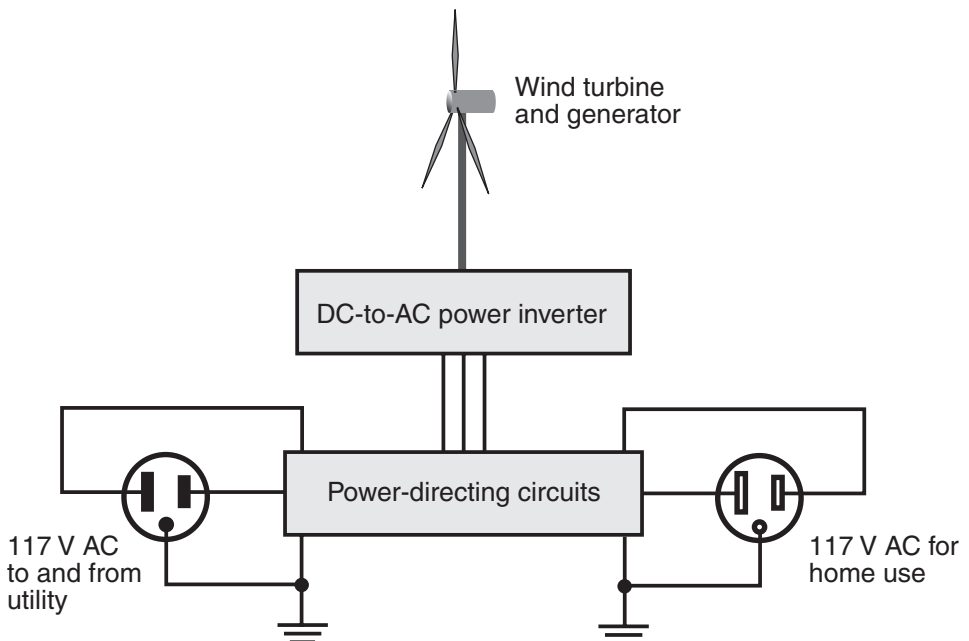 Wind turbine
and generator
DC-to-AC power inverter
Power-directing circuits
117 V AC
to and from
utility
117 V AC for
home use